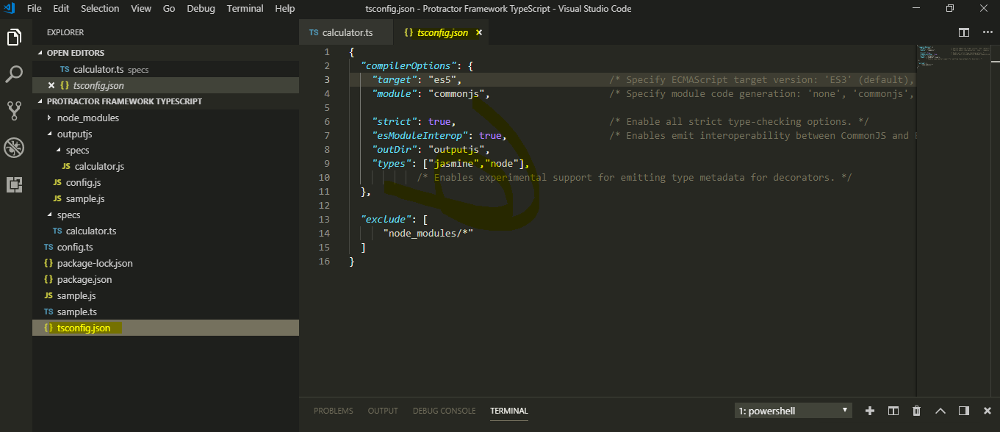 File Edit Selection View Go Debug Terminal Help tsconfig.json - Protractor Framework TypeScript - Visual Studio Code
EXPLORER
OPEN EDITORS
TS calculator.ts specs
{} tsconfig.json
PROTRACTOR FRAMEWORK TYPESCRIPT
node_modules
outputjs
specs
JS calculator.js
JS config.js
JS sample.js
specs
TS calculator.ts
TS config.ts
{} package-lock.json
{} package.json
JS sample.js
TS sample.ts
{} tsconfig.json
TS calculator.ts {} tsconfig.json
1 {
2 "compilerOptions": {
3 "target": "es5", /* Specify ECMAScript target version: 'ES3' (default),
4 "module": "commonjs", /* Specify module code generation: 'none', 'commonjs',
5
6 "strict": true, /* Enable all strict type-checking options. */
7 "esModuleInterop": true, /* Enables emit interoperability between CommonJS and
8 "outDir": "outputjs",
9 "types": ["jasmine","node"],
10 /* Enables experimental support for emitting type metadata for decorators. */
11 },
12
13 "exclude": [
14 "node_modules/*"
15 ]
16 }
PROBLEMS OUTPUT DEBUG CONSOLE TERMINAL 1: powershell